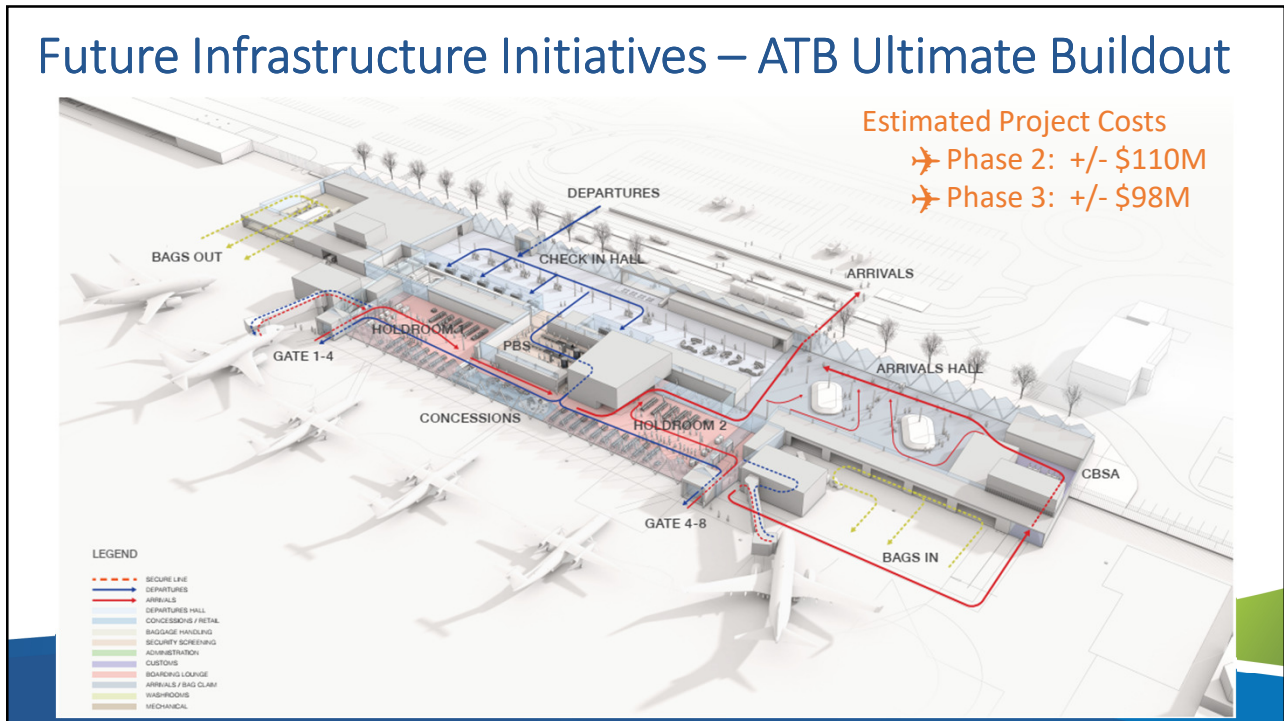 Future Infrastructure Initiatives – ATB Ultimate Buildout
Estimated Project Costs
Phase 2: +/- $110M
Phase 3: +/- $98M
DEPARTURES
BAGS OUT
CHECK IN HALL
ARRIVALS
HOLDROOM 1
PBS
GATE 1-4
ARRIVALS HALL
CONCESSIONS
HOLDROOM 2
CBSA
GATE 4-8
BAGS IN
LEGEND
SECURE LINE
DEPARTURES
ARRIVALS
DEPARTURES HALL
CONCESSIONS / RETAIL
BAGGAGE HANDLING
SECURITY SCREENING
ADMINISTRATION
CUSTOMS
BOARDING LOUNGE
ARRIVALS / BAG CLAIM
WASHROOMS
MECHANICAL